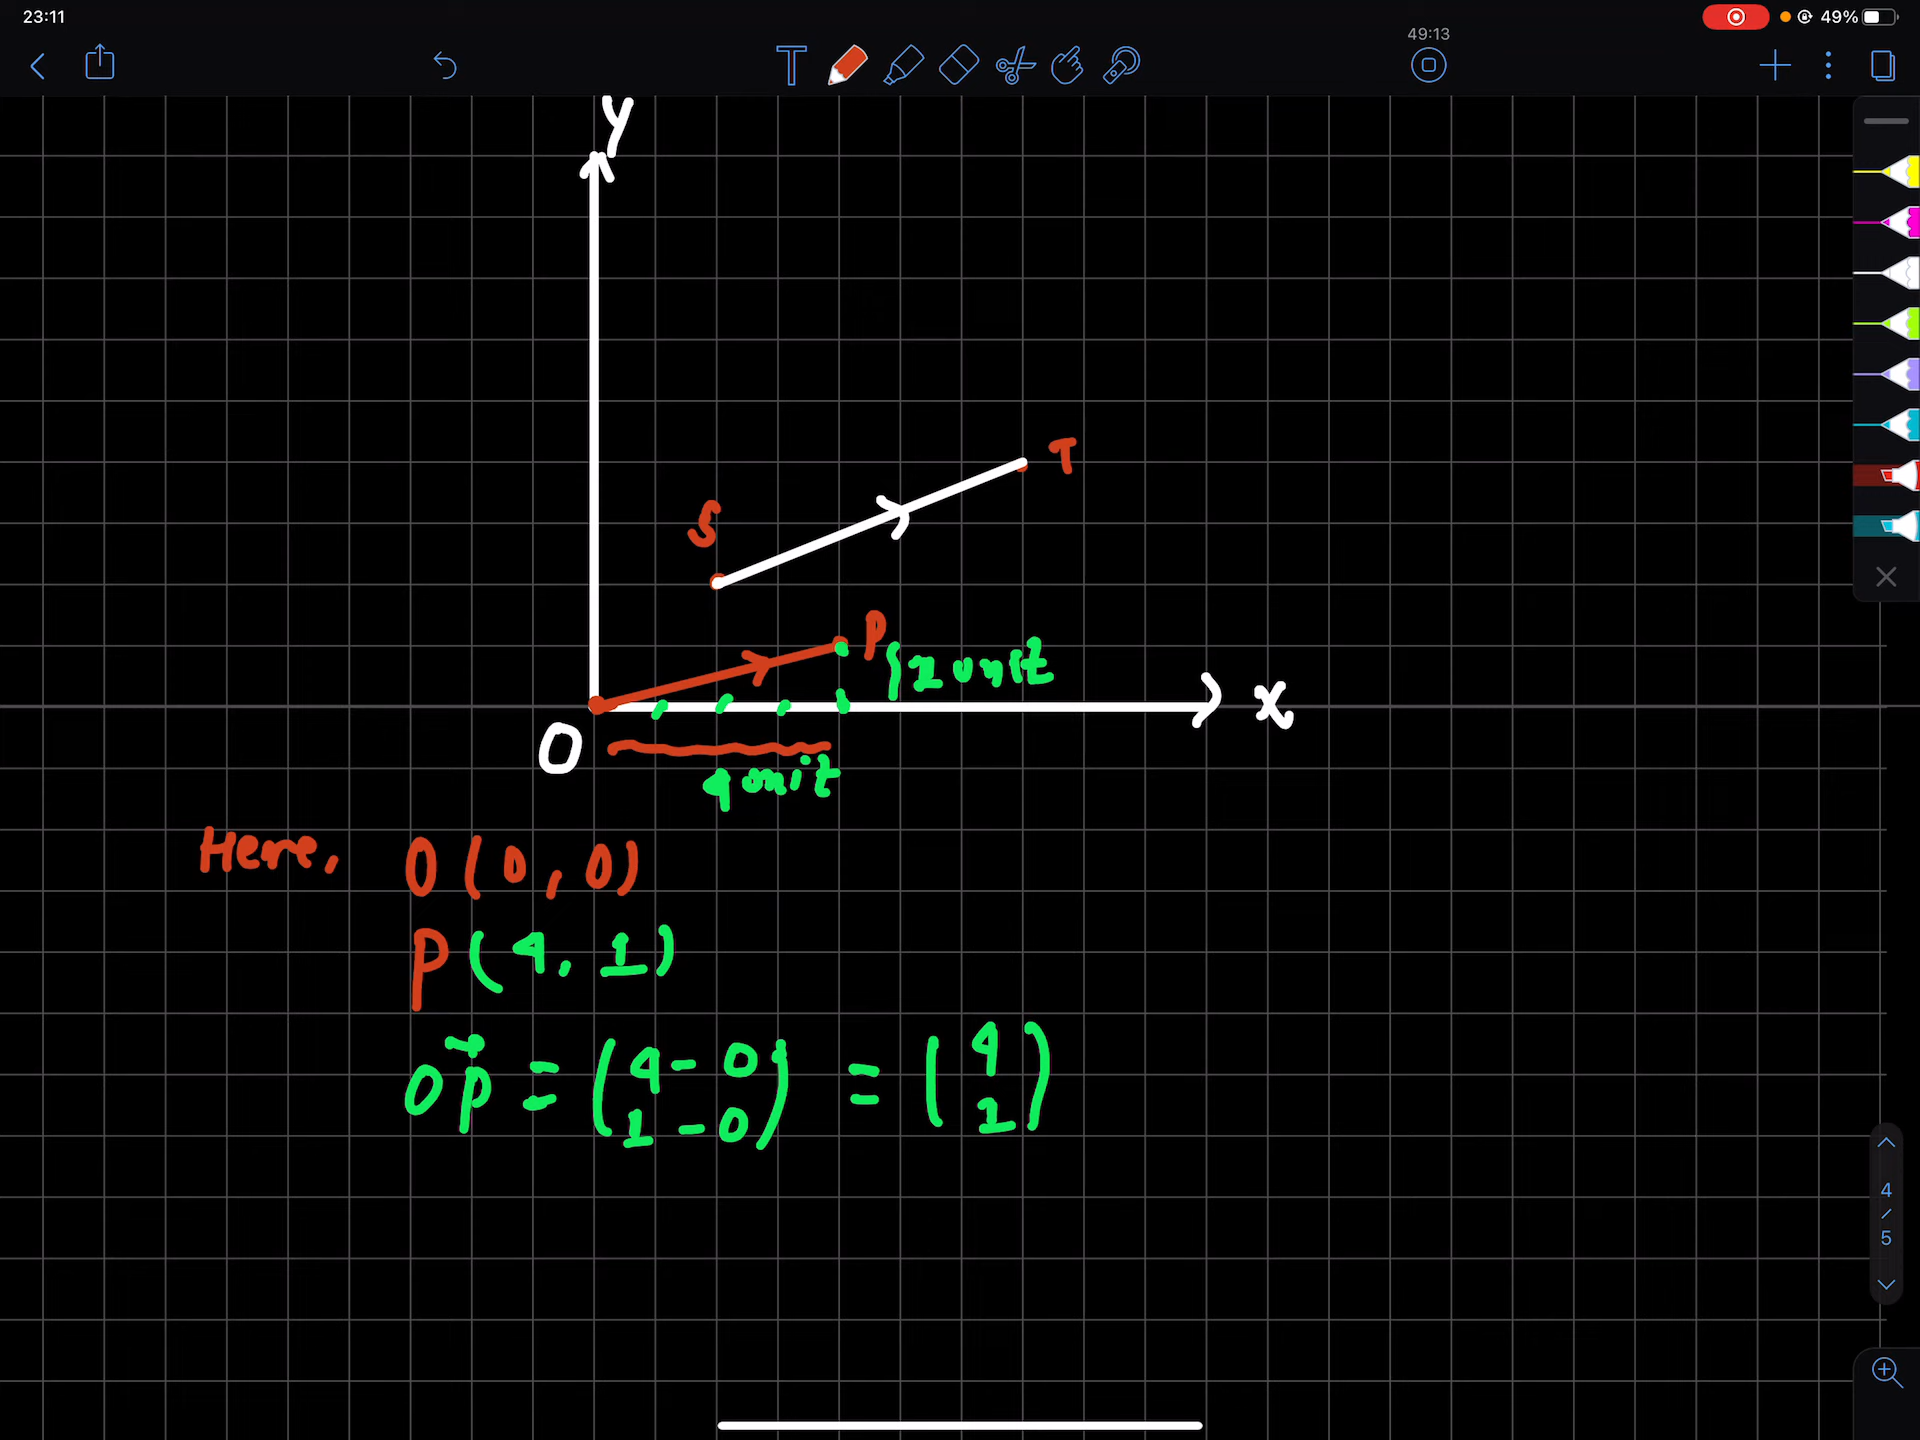 23:11
49%
49:13
y
T
S
P
1 unit
x
O
4 unit
Here, O(0,0)
P(4,1)
OP⃗ = (4-0 1-0) = (4 1)
4
/
5